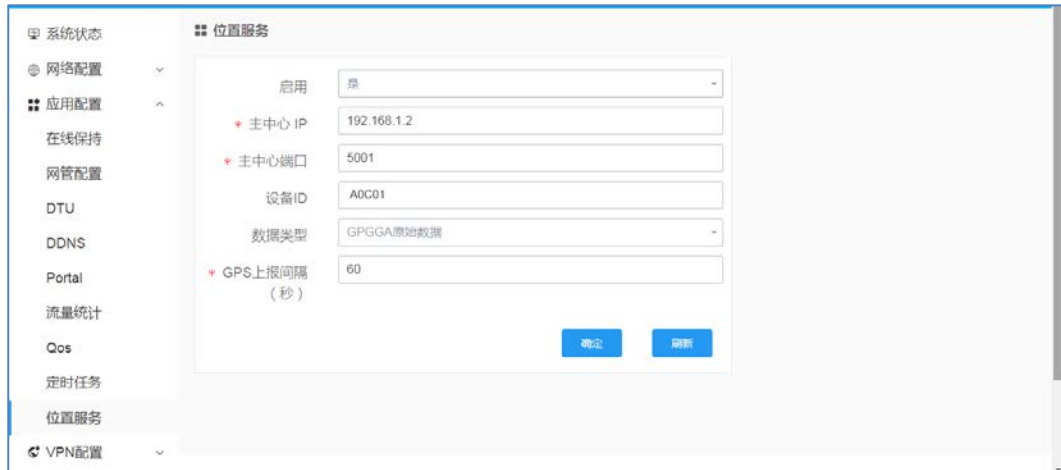 系统状态
网络配置
应用配置
在线保持
网管配置
DTU
DDNS
Portal
流量统计
Qos
定时任务
位置服务
VPN配置
位置服务
启用 是
* 主中心 IP 192.168.1.2
* 主中心端口 5001
设备ID A0C01
数据类型 GPGGA原始数据
* GPS上报间隔 60
（秒）
确定 刷新